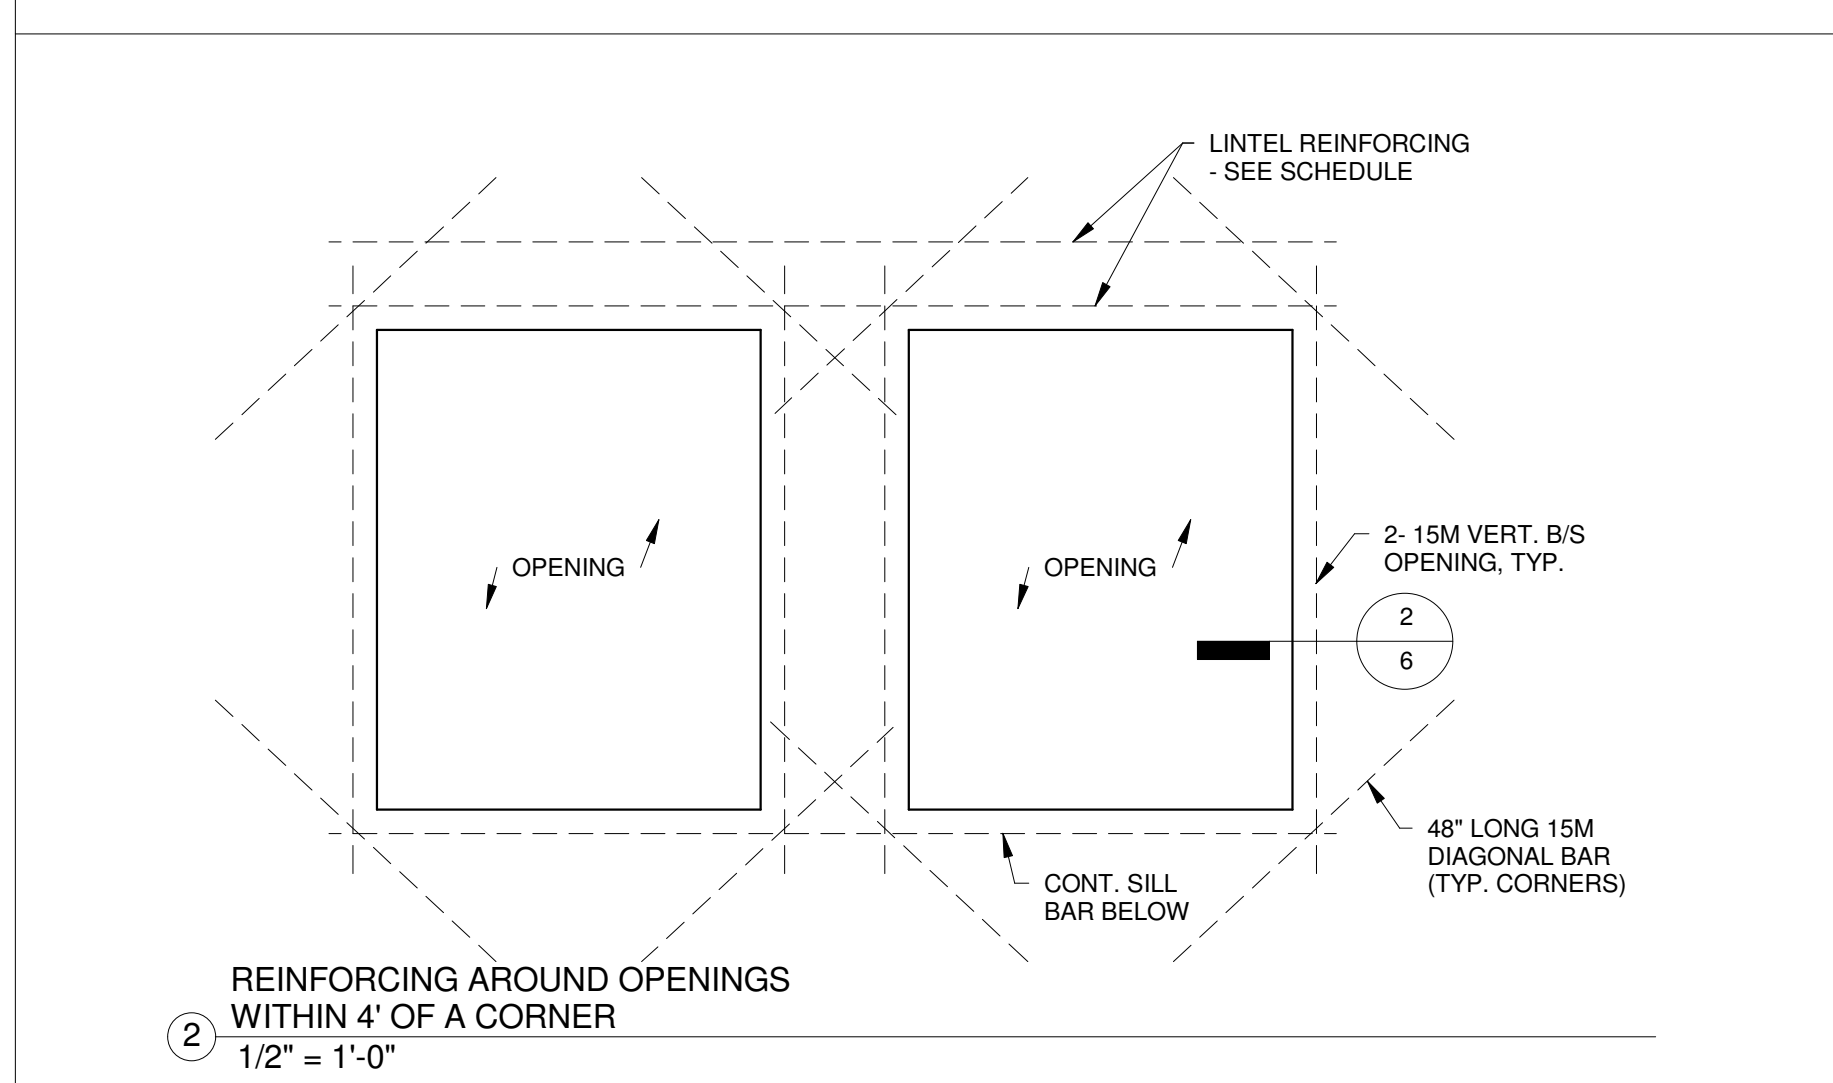 LINTEL REINFORCING
- SEE SCHEDULE
OPENING
OPENING
2- 15M VERT. B/S
OPENING, TYP.
2
6
48" LONG 15M
DIAGONAL BAR
(TYP. CORNERS)
CONT. SILL
BAR BELOW
REINFORCING AROUND OPENINGS
WITHIN 4' OF A CORNER
2
1/2" = 1'-0"